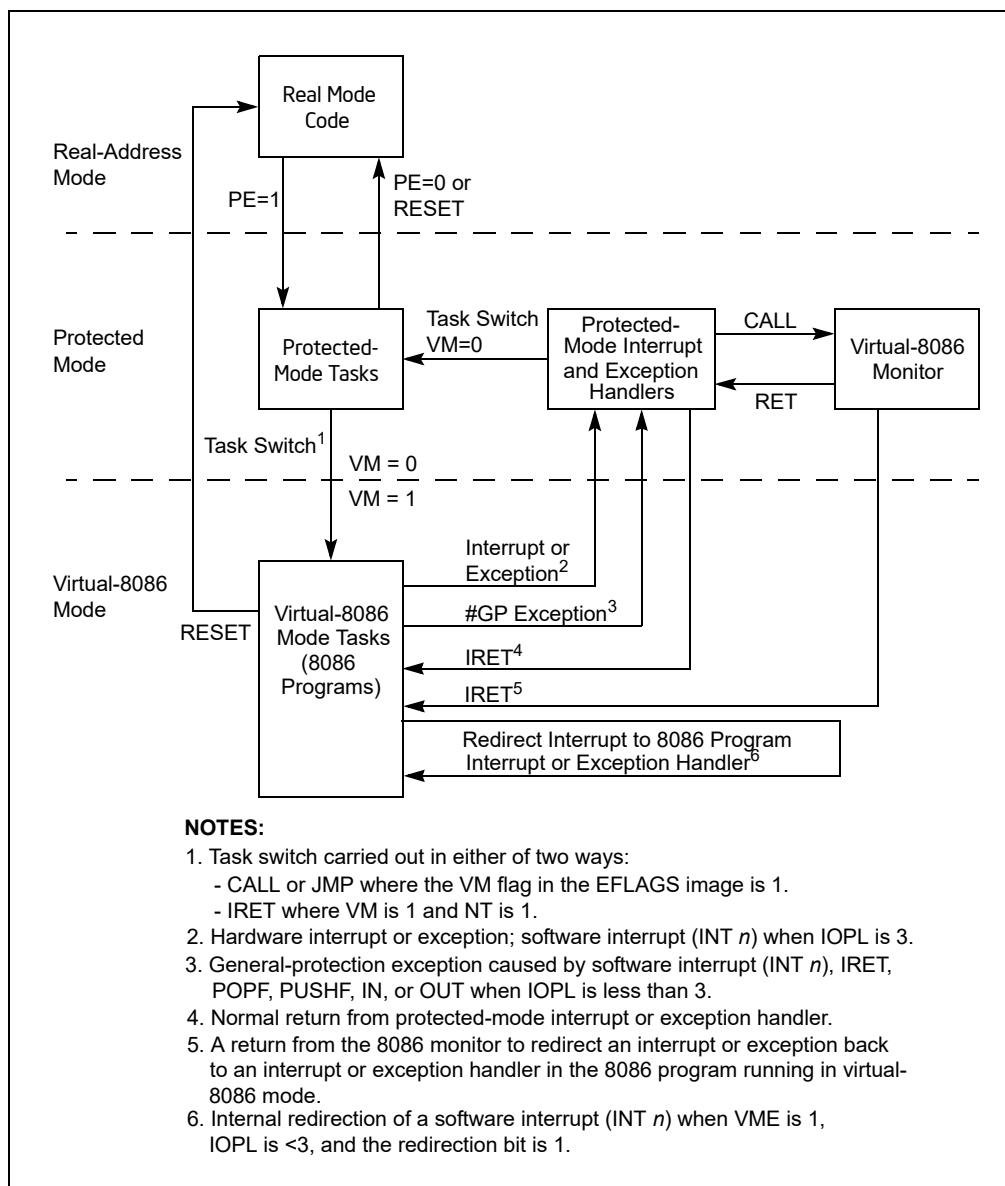 Real Mode
Code
Real-Address
Mode
PE=1
PE=0 or
RESET
Protected
Mode
Protected-
Mode Tasks
Task Switch
VM=0
Protected-
Mode Interrupt
and Exception
Handlers
CALL
RET
Virtual-8086
Monitor
Task Switch1
VM = 0
VM = 1
Virtual-8086
Mode
RESET
Virtual-8086
Mode Tasks
(8086
Programs)
Interrupt or
Exception2
#GP Exception3
IRET4
IRET5
Redirect Interrupt to 8086 Program
Interrupt or Exception Handler6
NOTES:
1. Task switch carried out in either of two ways:
- CALL or JMP where the VM flag in the EFLAGS image is 1.
- IRET where VM is 1 and NT is 1.
2. Hardware interrupt or exception; software interrupt (INT n) when IOPL is 3.
3. General-protection exception caused by software interrupt (INT n), IRET,
POPF, PUSHF, IN, or OUT when IOPL is less than 3.
4. Normal return from protected-mode interrupt or exception handler.
5. A return from the 8086 monitor to redirect an interrupt or exception back
to an interrupt or exception handler in the 8086 program running in virtual-
8086 mode.
6. Internal redirection of a software interrupt (INT n) when VME is 1,
IOPL is <3, and the redirection bit is 1.